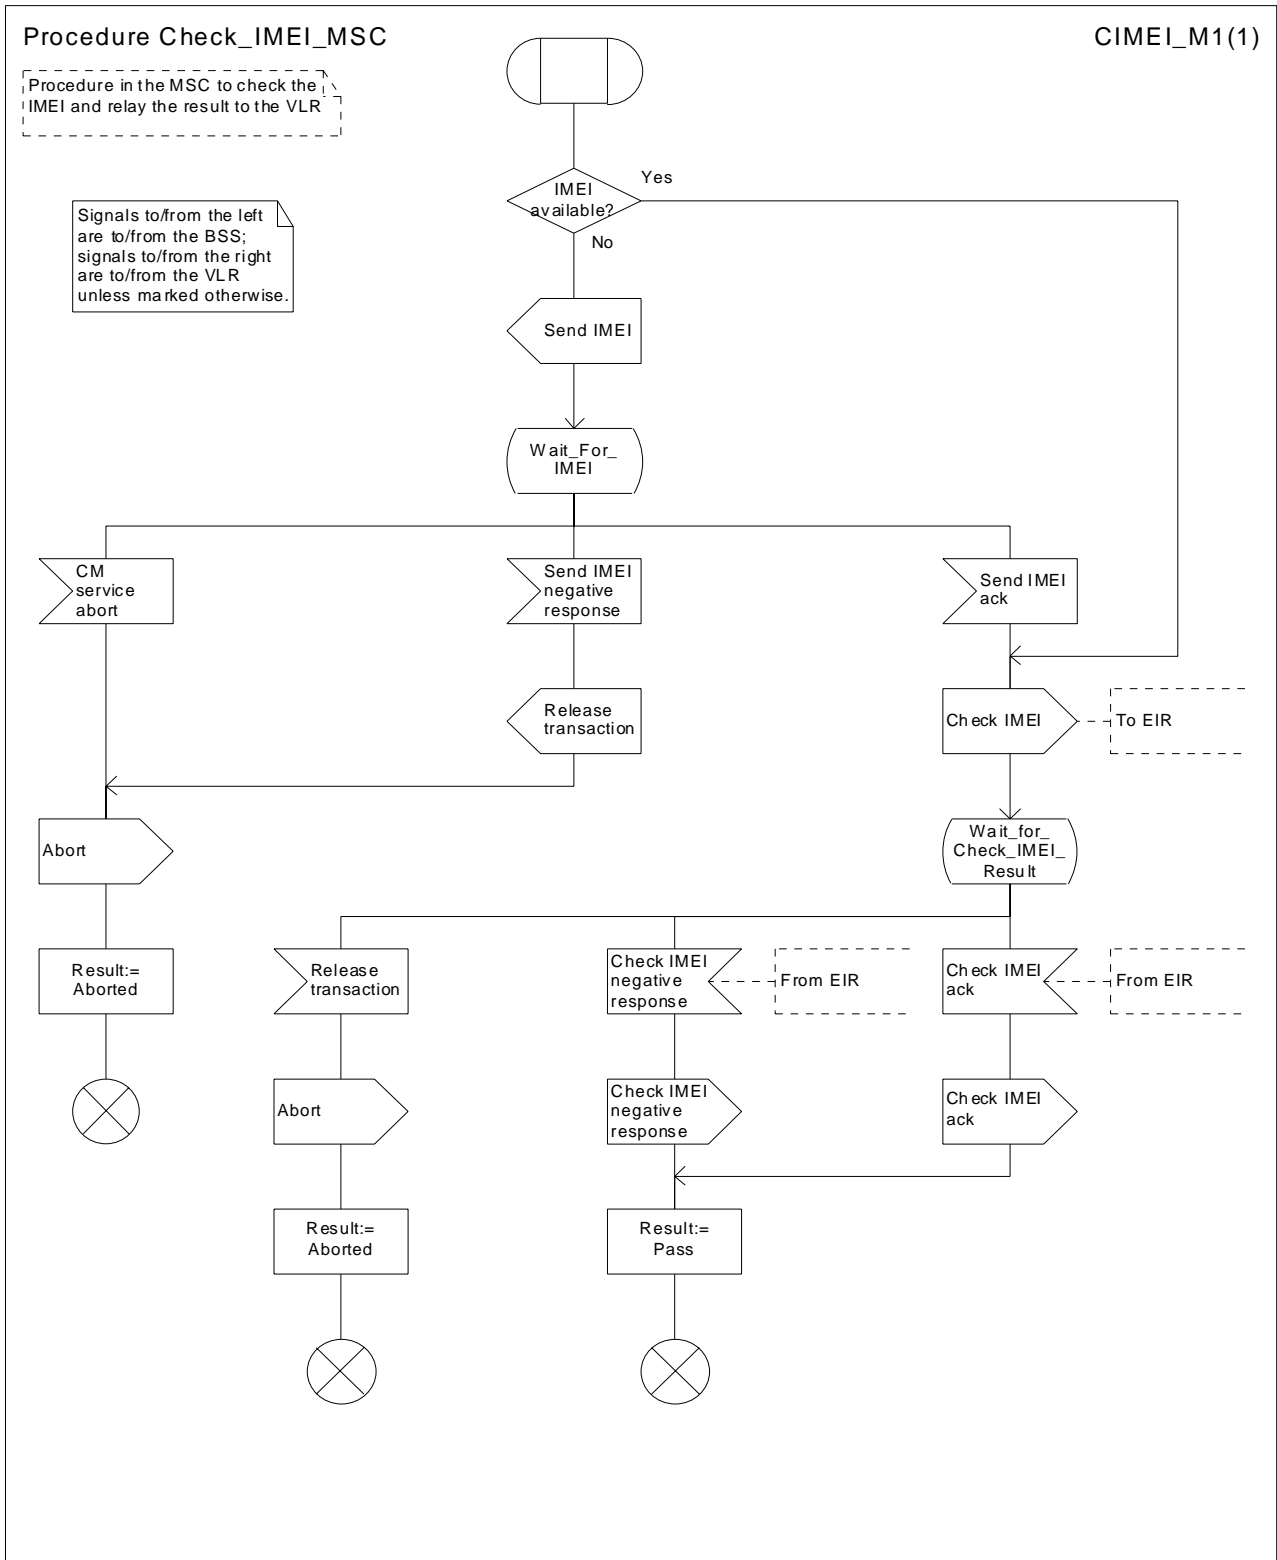 Procedure Check_IMEI_MSC
CIMEI_M1(1)
Procedure in the MSC to check the
IMEI and relay the result to the VLR
Signals to/from the left
are to/from the BSS;
signals to/from the right
are to/from the VLR
unless marked otherwise.
IMEI
available?
Yes
No
Send IMEI
Wait_For_
IMEI
CM
service
abort
Send IMEI
negative
response
Send IMEI
ack
Release
transaction
Check IMEI
To EIR
Abort
Wait_for_
Check_IMEI_
Result
Result:=
Aborted
Release
transaction
Check IMEI
negative
response
From EIR
Check IMEI
ack
From EIR
Abort
Check IMEI
negative
response
Check IMEI
ack
Result:=
Aborted
Result:=
Pass